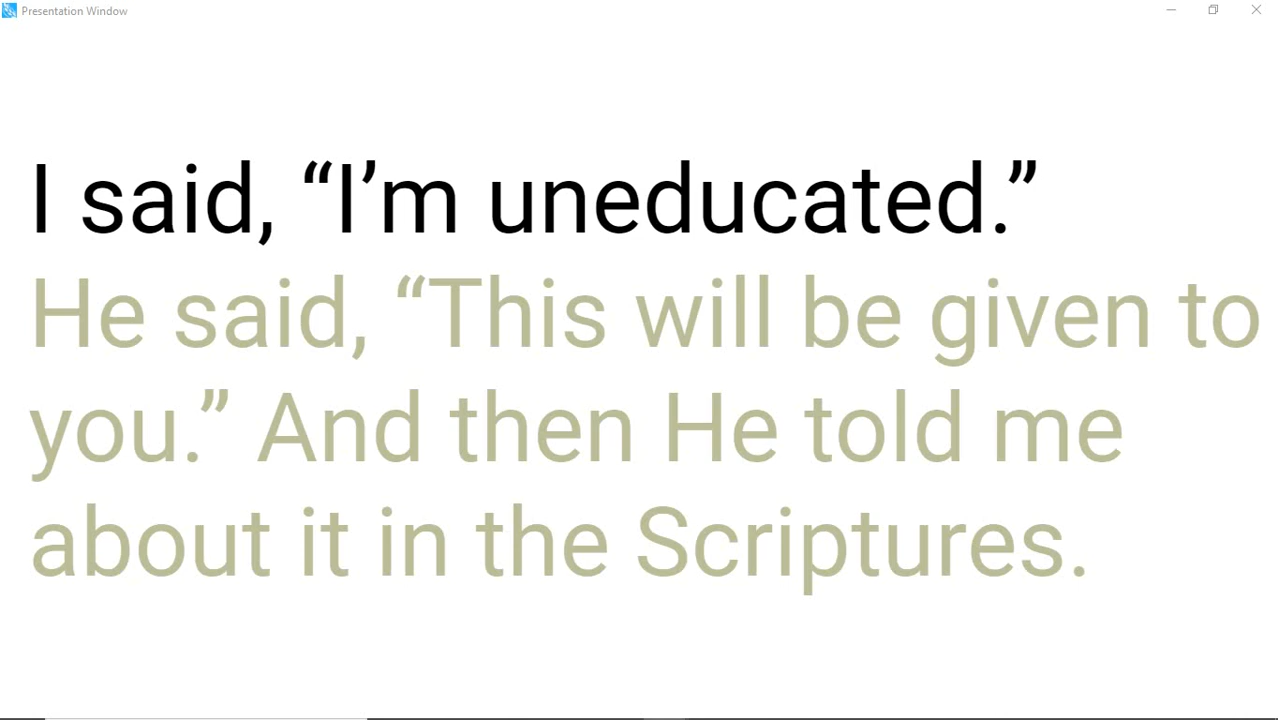 Presentation Window
I said, “I’m uneducated.”
He said, “This will be given to
you.” And then He told me
about it in the Scriptures.